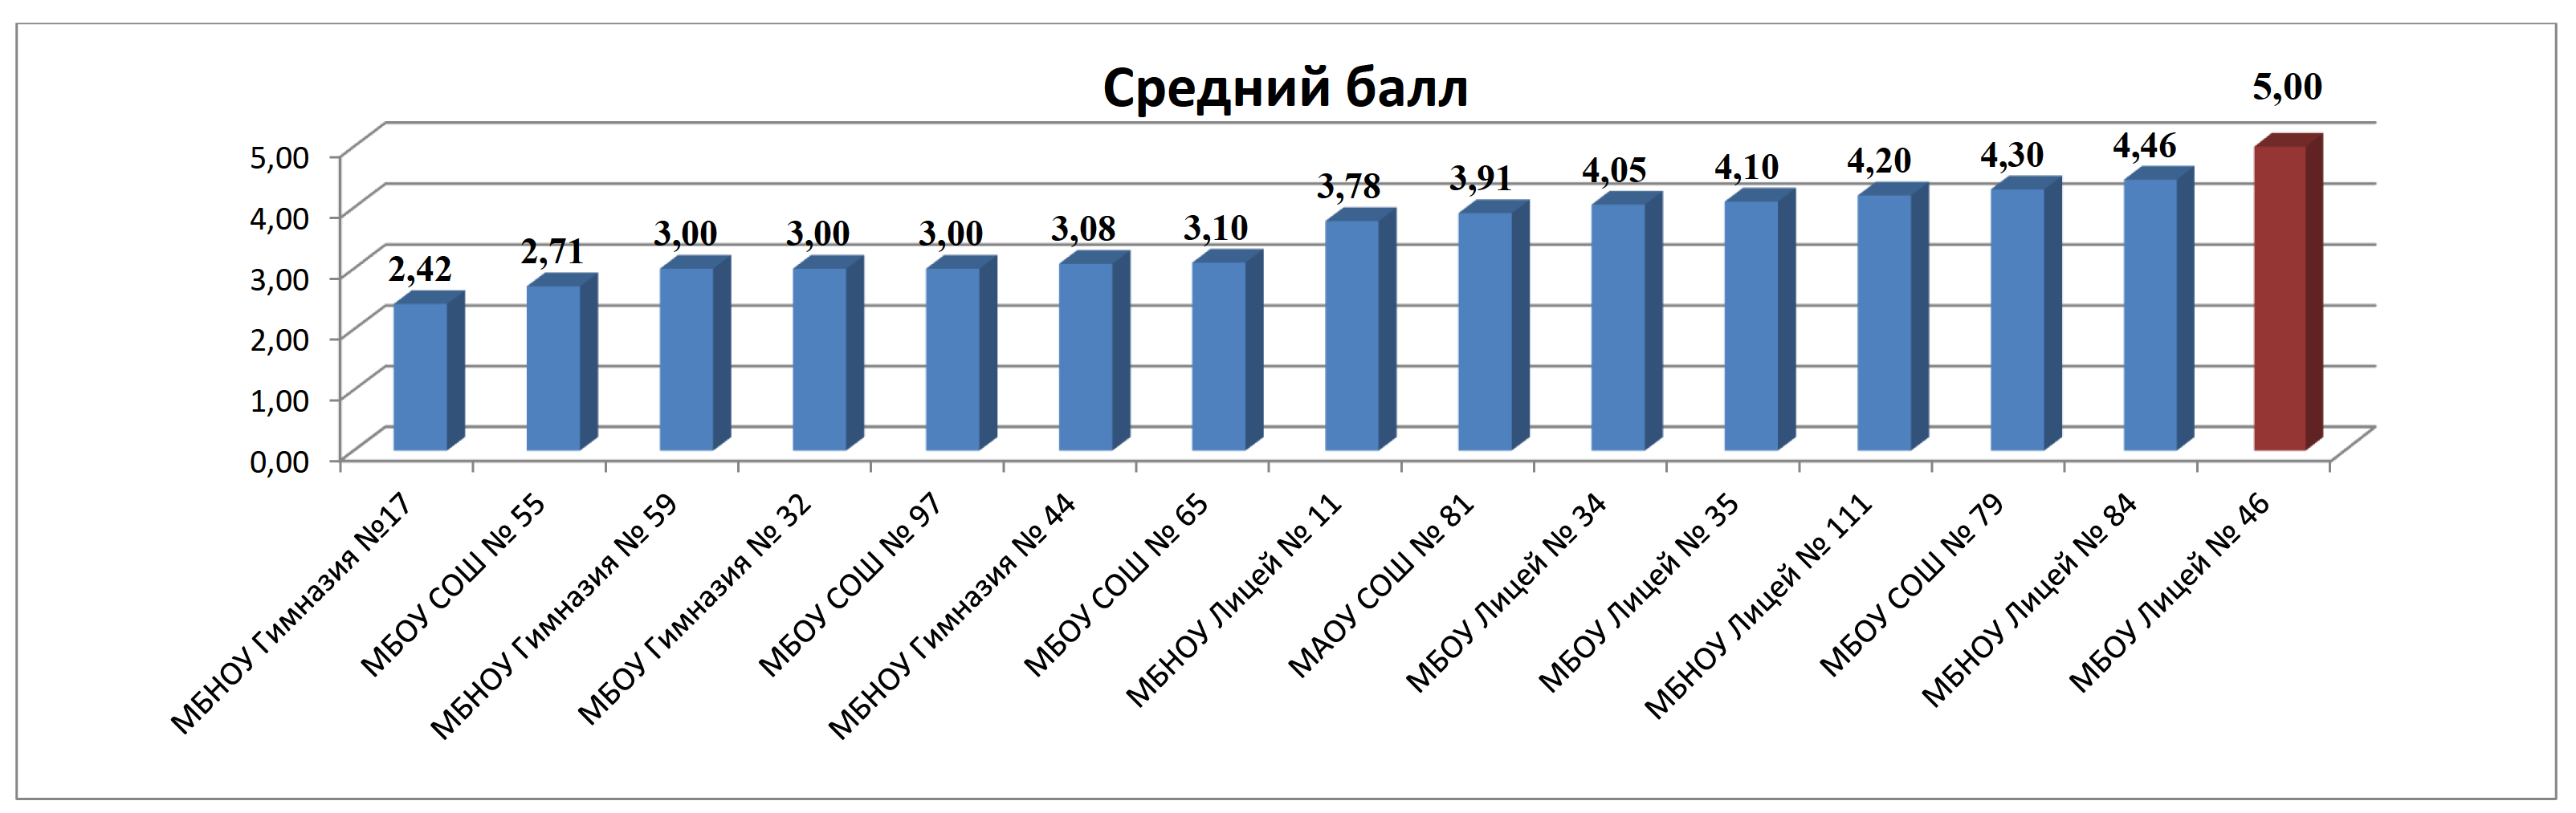 Средний балл
5,00
4,00
3,00
2,00
1,00
0,00
2,42
2,71
3,00
3,00
3,00
3,08
3,10
3,78
3,91
4,05
4,10
4,20
4,30
4,46
5,00
МБНОУ Гимназия №17
МБОУ СОШ № 55
МБНОУ Гимназия № 59
МБОУ Гимназия № 32
МБОУ СОШ № 97
МБНОУ Гимназия № 44
МБОУ СОШ № 65
МБНОУ Лицей № 11
МАОУ СОШ № 81
МБОУ Лицей № 34
МБОУ Лицей № 35
МБНОУ Лицей № 111
МБОУ СОШ № 79
МБНОУ Лицей № 84
МБОУ Лицей № 46